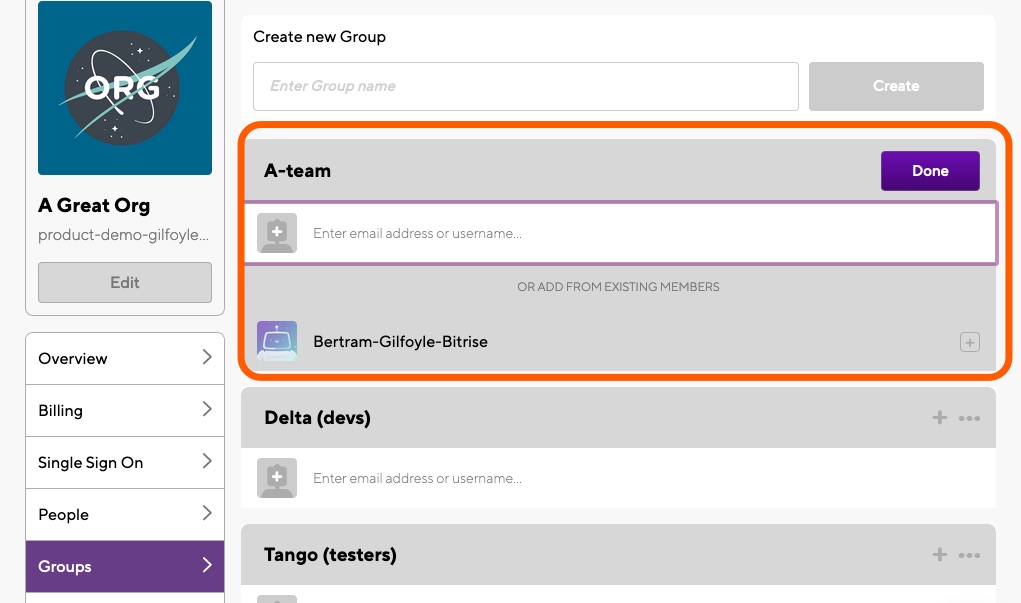 ORG
A Great Org
product-demo-gilfoyle...
Edit
Overview
Billing
Single Sign On
People
Groups
Create new Group
Enter Group name
Create
A-team
Done
Enter email address or username...
OR ADD FROM EXISTING MEMBERS
Bertram-Gilfoyle-Bitrise
Delta (devs)
Enter email address or username...
Tango (testers)